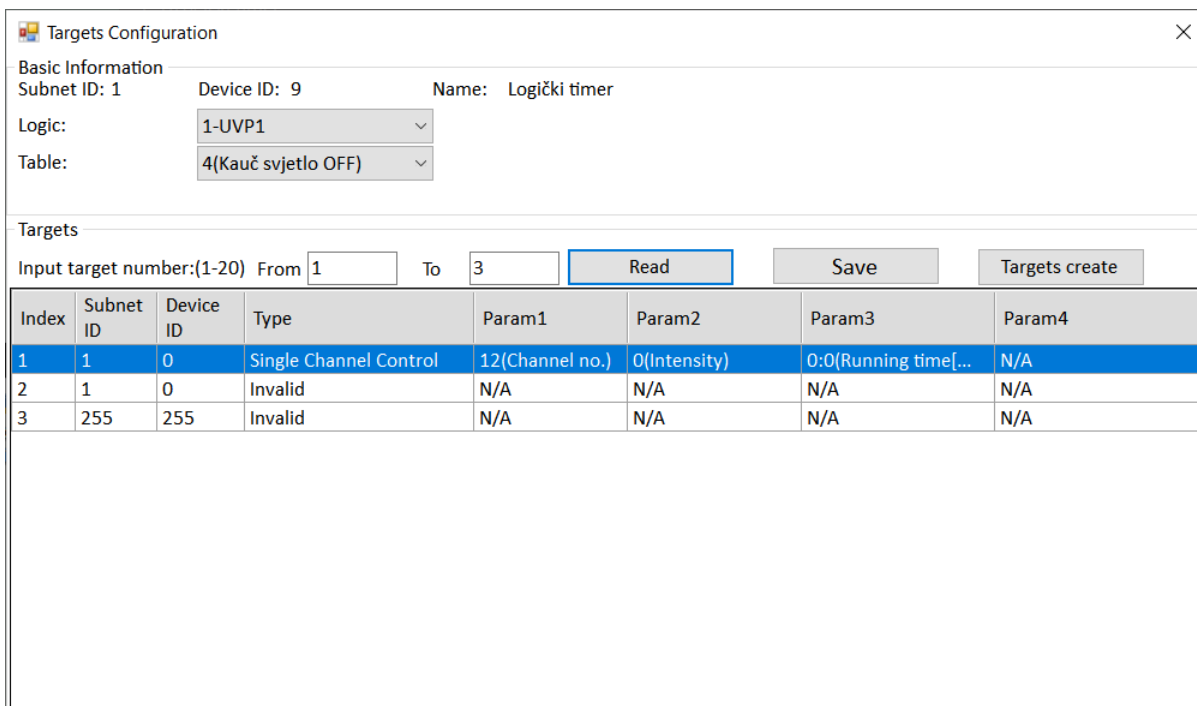 Targets Configuration
Basic Information
Subnet ID: 1 Device ID: 9 Name: Logički timer
Logic: 1-UVP1
Table: 4(Kauč svjetlo OFF)
Targets
Input target number:(1-20) From 1 To 3 Read Save Targets create
Index Subnet ID Device ID Type Param1 Param2 Param3 Param4
1 1 0 Single Channel Control 12(Channel no.) 0(Intensity) 0:0(Running time[... N/A
2 1 0 Invalid N/A N/A N/A N/A
3 255 255 Invalid N/A N/A N/A N/A